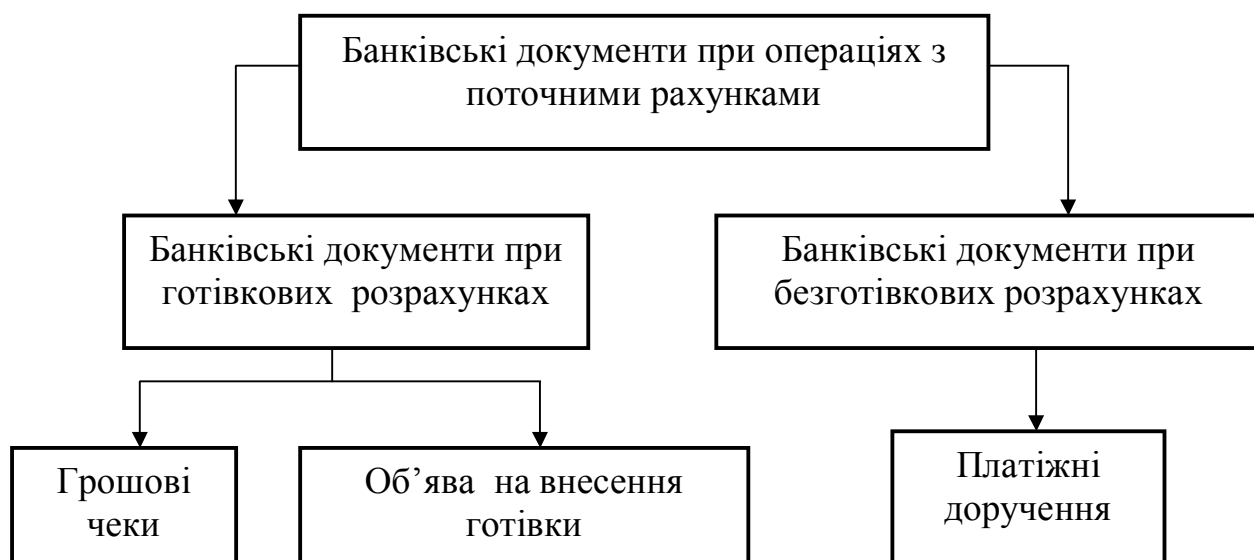 Банківські документи при операціях з
поточними рахунками
Банківські документи при
готівкових розрахунках
Банківські документи при
безготівкових розрахунках
Грошові
чеки
Об’ява на внесення
готівки
Платіжні
доручення